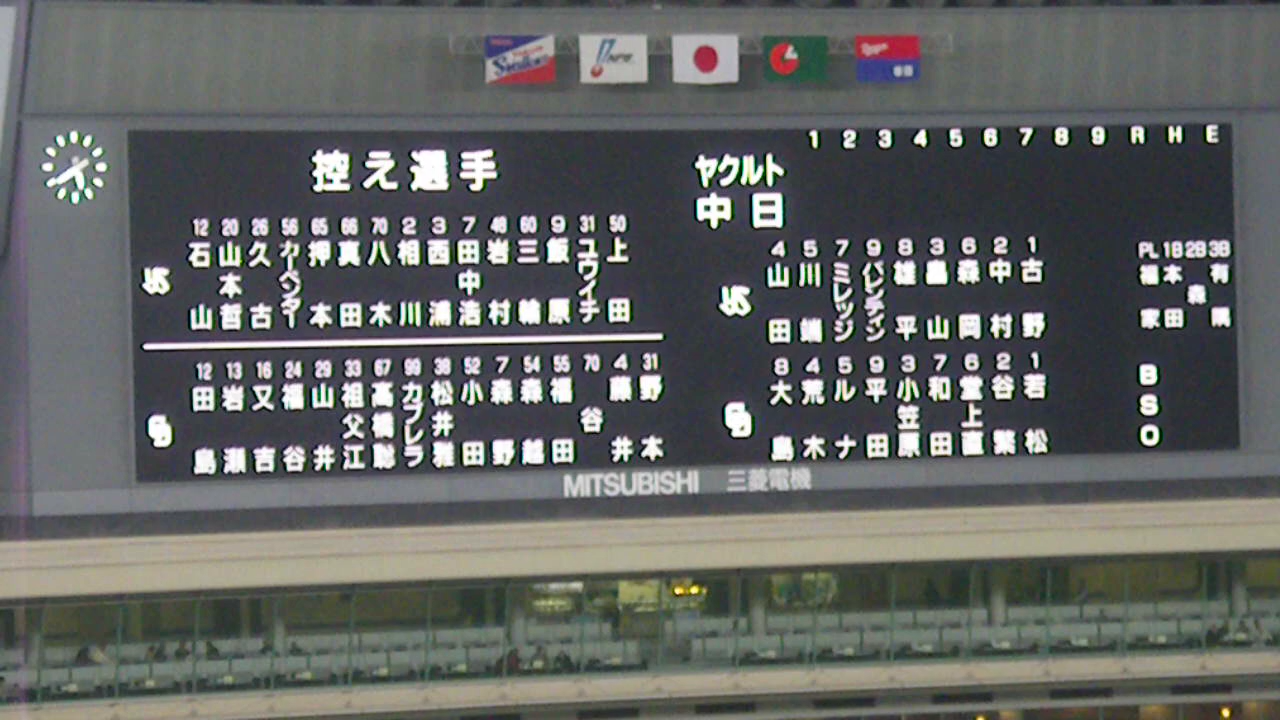 控え選手
12 20 26 56 65 66 70 2 3 7 48 60 9 31 50
石山 山本哲 久古 カーペンター 押本 真田 八木 相川 西浦 田中浩 岩村 三輪 飯原 ユウイチ 上田
12 13 16 24 29 33 67 99 38 52 7 54 55 70 4 31
田島 岩瀬 又吉 福谷 山井 祖父江 高橋聡 カブレラ 松井雅 小田 森野 森越 福田 谷 藤井 野本
1 2 3 4 5 6 7 8 9 R H E
ヤクルト
中日
4 5 7 9 8 3 6 2 1
山田 川端 ミレッジ バレンティン 雄平 畠山 森岡 中村 古野
8 4 5 9 3 7 6 2 1
大島 荒木 ルナ 平田 小笠原 和田 堂上直 谷繁 若松
PL 1B 2B 3B
福家 本田 森 有隅
B
S
O
MITSUBISHI 三菱電機
Swallows